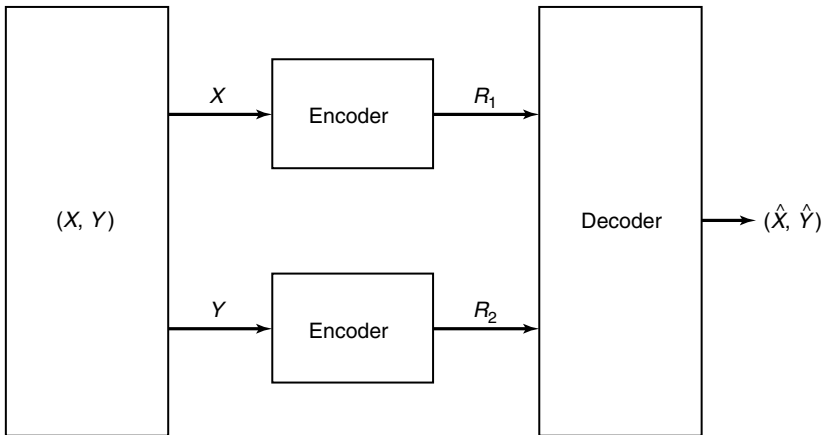 X
R₁
Encoder
(X, Y)
Decoder
(X̂, Ŷ)
Y
R₂
Encoder